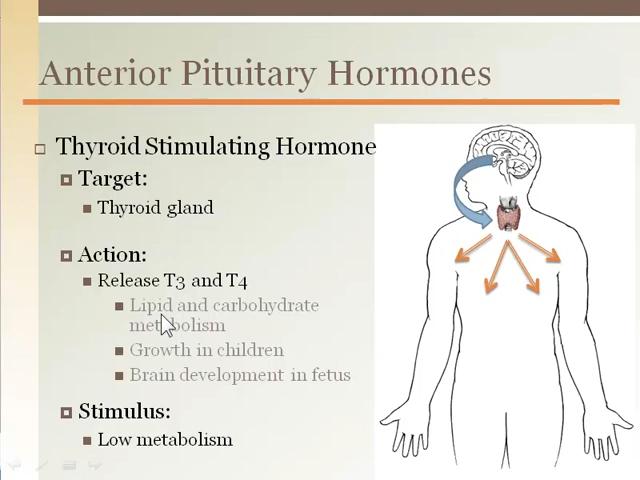 Anterior Pituitary Hormones
Thyroid Stimulating Hormone
Target:
Thyroid gland
Action:
Release T3 and T4
Lipid and carbohydrate
metabolism
Growth in children
Brain development in fetus
Stimulus:
Low metabolism